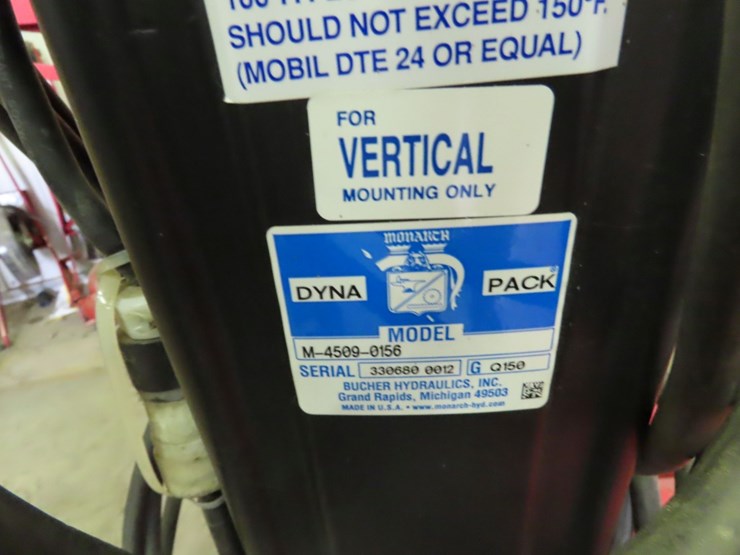 SHOULD NOT EXCEED 150°F.
(MOBIL DTE 24 OR EQUAL)
FOR
VERTICAL
MOUNTING ONLY
MONARCH
DYNA PACK
MODEL
M-4509-0156
SERIAL 330680 0012 G Q150
BUCHER HYDRAULICS, INC.
Grand Rapids, Michigan 49503
MADE IN U.S.A. • www.monarch-hyd.com